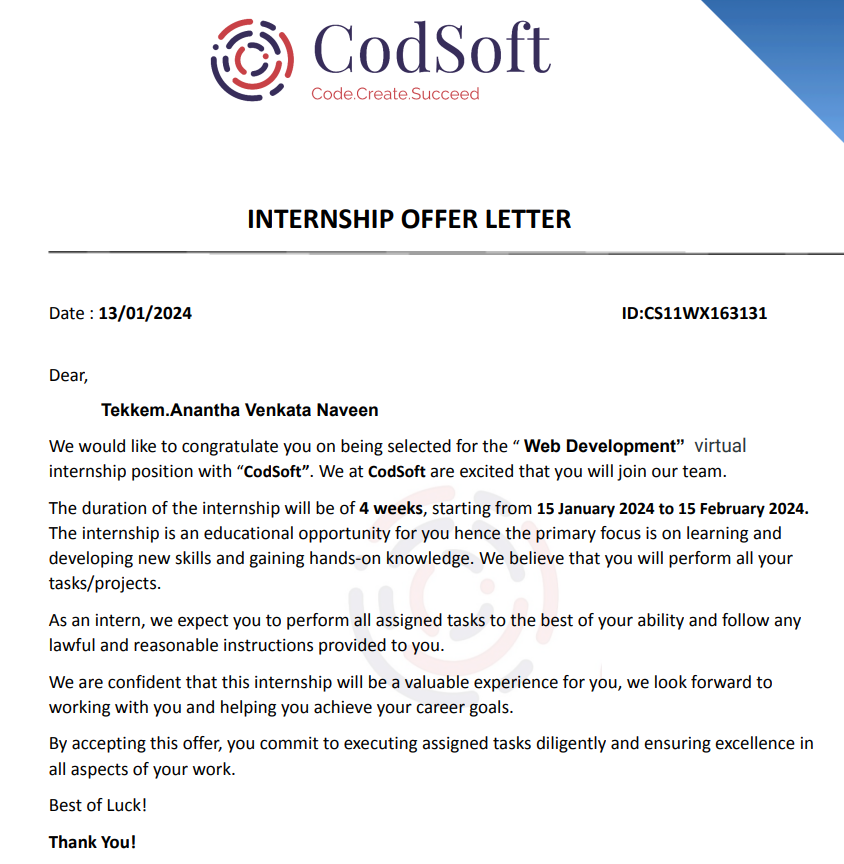 CodSoft
Code.Create.Succeed
INTERNSHIP OFFER LETTER
Date : 13/01/2024 ID:CS11WX163131
Dear,
Tekkem.Anantha Venkata Naveen
We would like to congratulate you on being selected for the “ Web Development” virtual
internship position with “CodSoft”. We at CodSoft are excited that you will join our team.
The duration of the internship will be of 4 weeks, starting from 15 January 2024 to 15 February 2024.
The internship is an educational opportunity for you hence the primary focus is on learning and
developing new skills and gaining hands-on knowledge. We believe that you will perform all your
tasks/projects.
As an intern, we expect you to perform all assigned tasks to the best of your ability and follow any
lawful and reasonable instructions provided to you.
We are confident that this internship will be a valuable experience for you, we look forward to
working with you and helping you achieve your career goals.
By accepting this offer, you commit to executing assigned tasks diligently and ensuring excellence in
all aspects of your work.
Best of Luck!
Thank You!